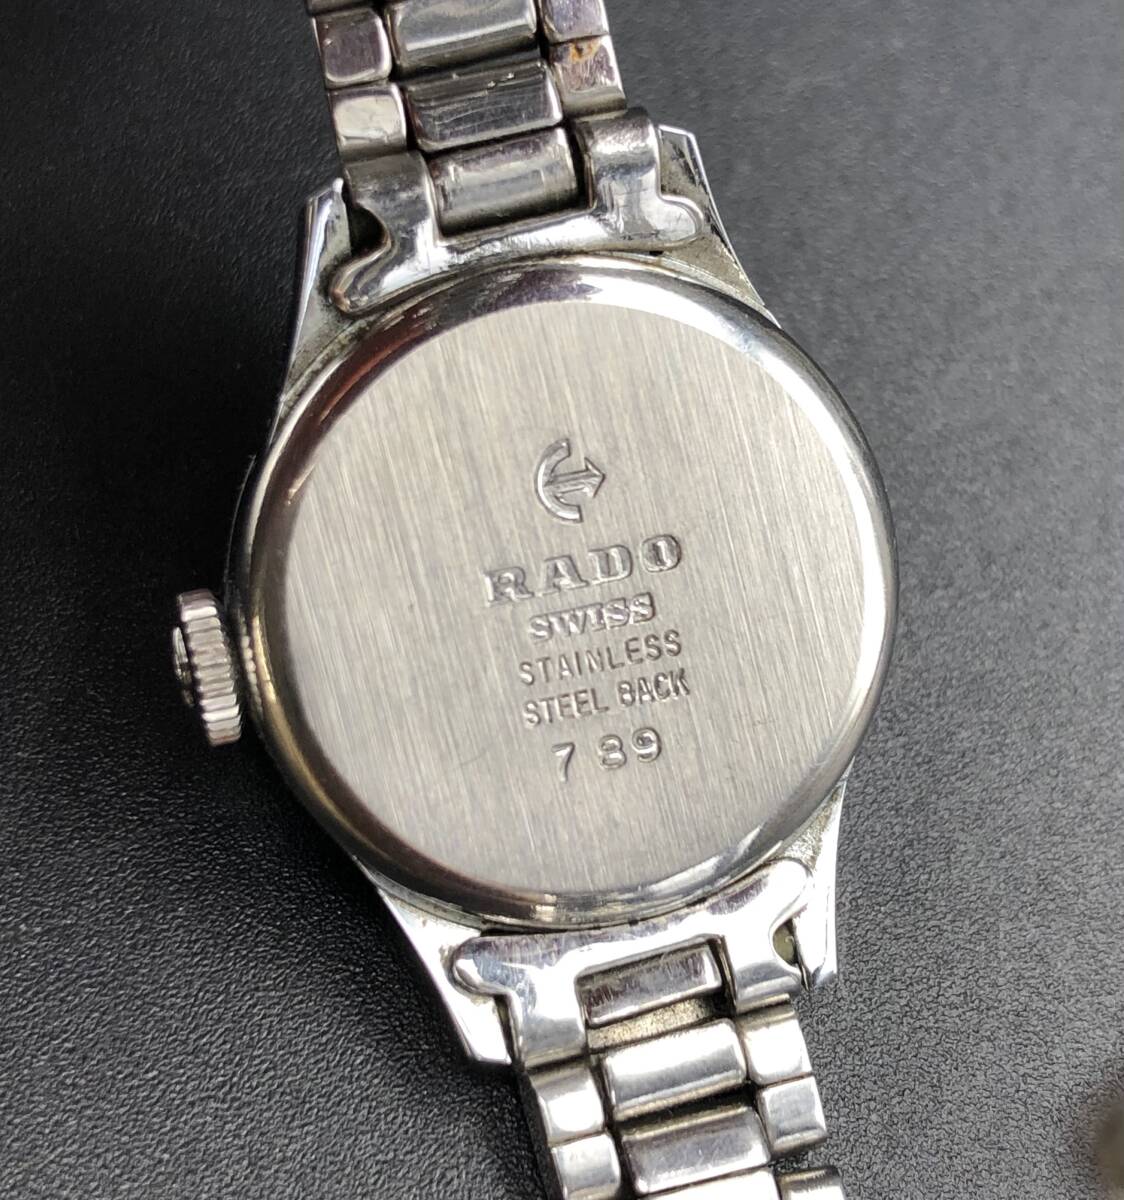 RADO
SWISS
STAINLESS
STEEL BACK
789